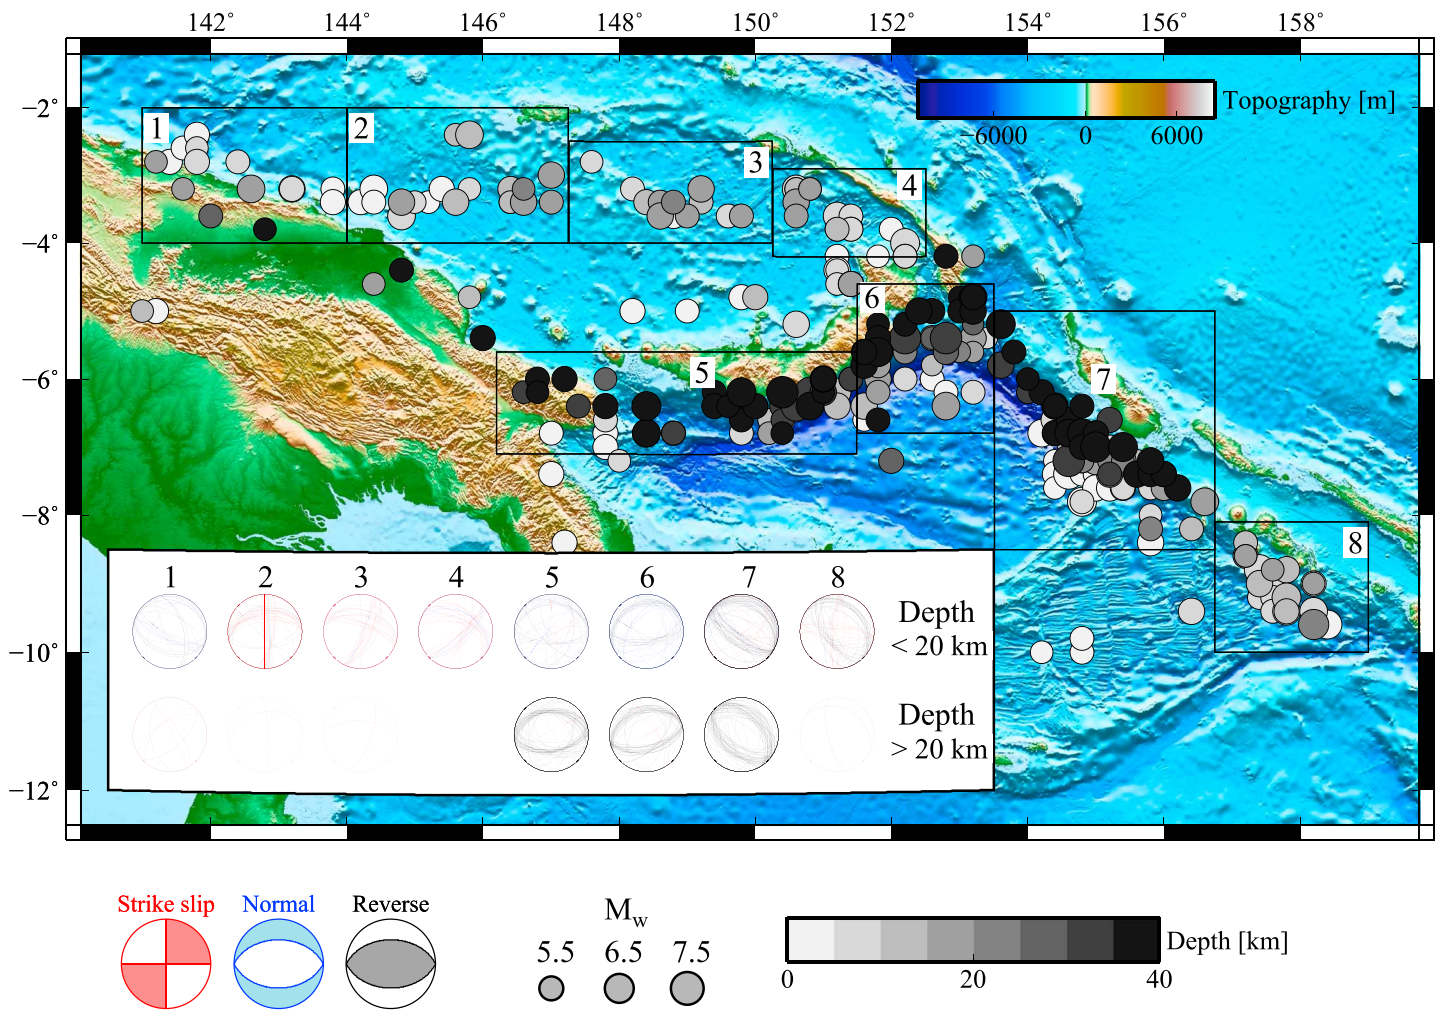 142° 144° 146° 148° 150° 152° 154° 156° 158°
Topography [m]
−6000 0 6000
−2°
−4°
−6°
−8°
−10°
−12°
1 2 3 4
5 6 7 8
1 2 3 4 5 6 7 8
Depth
< 20 km
Depth
> 20 km
Strike slip Normal Reverse
Mw
5.5 6.5 7.5
Depth [km]
0 20 40